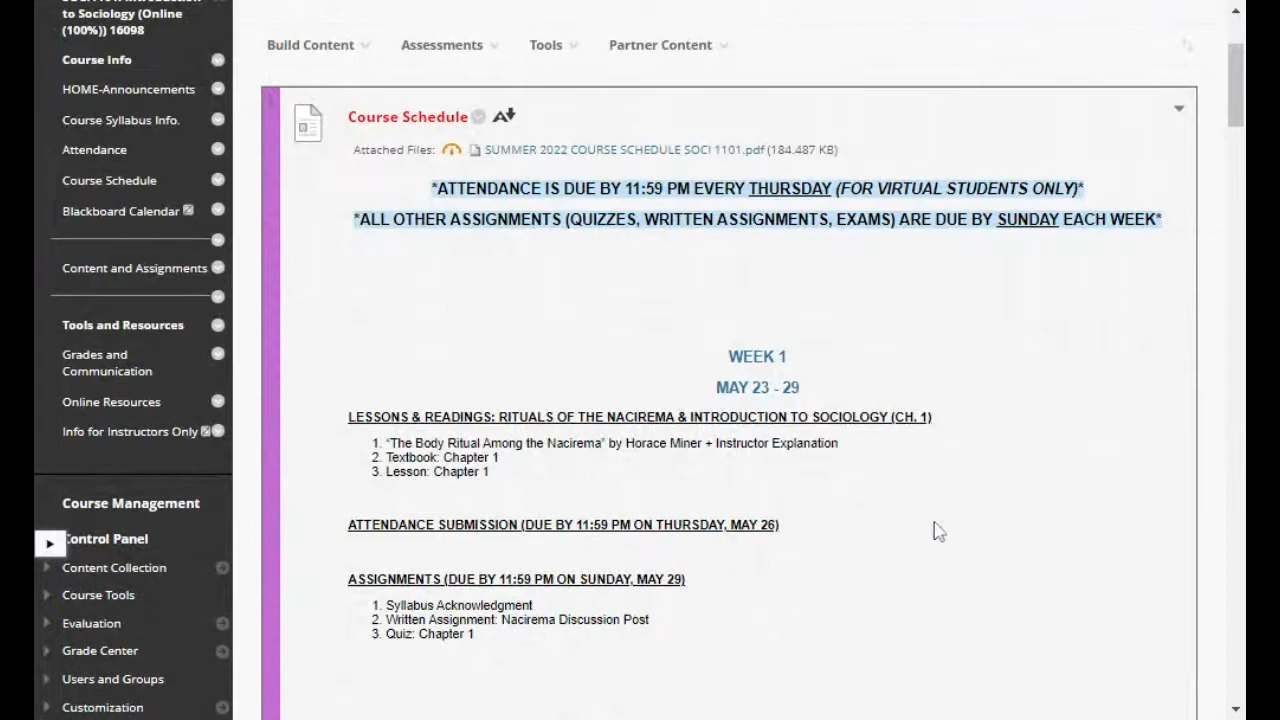 to Sociology (Online
(100%)) 16098
Course Info
HOME-Announcements
Course Syllabus Info.
Attendance
Course Schedule
Blackboard Calendar
Content and Assignments
Tools and Resources
Grades and
Communication
Online Resources
Info for Instructors Only
Course Management
Control Panel
Content Collection
Course Tools
Evaluation
Grade Center
Users and Groups
Customization
Build Content
Assessments
Tools
Partner Content
Course Schedule
Attached Files: SUMMER 2022 COURSE SCHEDULE SOCI 1101.pdf (184.487 KB)
*ATTENDANCE IS DUE BY 11:59 PM EVERY THURSDAY (FOR VIRTUAL STUDENTS ONLY)*
*ALL OTHER ASSIGNMENTS (QUIZZES, WRITTEN ASSIGNMENTS, EXAMS) ARE DUE BY SUNDAY EACH WEEK*
WEEK 1
MAY 23 - 29
LESSONS & READINGS: RITUALS OF THE NACIREMA & INTRODUCTION TO SOCIOLOGY (CH. 1)
1. “The Body Ritual Among the Nacirema” by Horace Miner + Instructor Explanation
2. Textbook: Chapter 1
3. Lesson: Chapter 1
ATTENDANCE SUBMISSION (DUE BY 11:59 PM ON THURSDAY, MAY 26)
ASSIGNMENTS (DUE BY 11:59 PM ON SUNDAY, MAY 29)
1. Syllabus Acknowledgment
2. Written Assignment: Nacirema Discussion Post
3. Quiz: Chapter 1